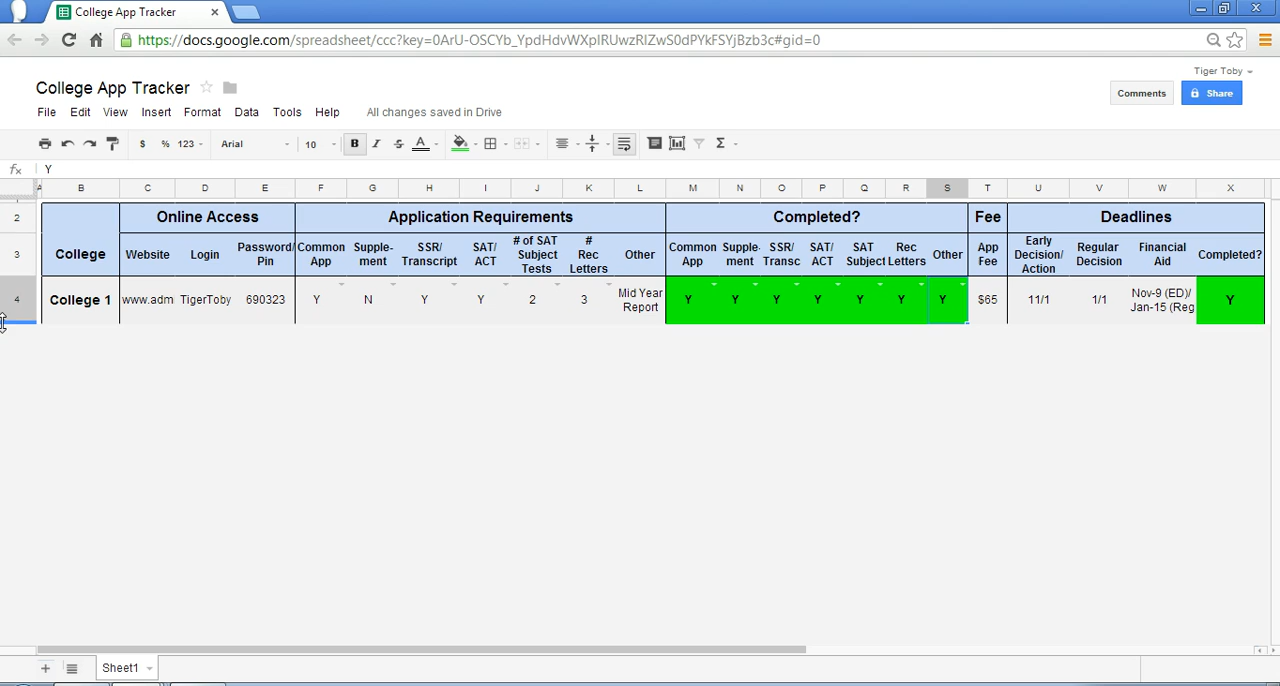 College App Tracker
https://docs.google.com/spreadsheet/ccc?key=0ArU-OSCYb_YpdHdvWXpIRUwzRlZwS0dPYkFSYjBzb3c#gid=0
Tiger Toby
College App Tracker
Comments Share
File Edit View Insert Format Data Tools Help All changes saved in Drive
$ % 123 Arial 10 B I S A Σ
fx Y
A B C D E F G H I J K L M N O P Q R S T U V W X
2 Online Access Application Requirements Completed? Fee Deadlines
3 College Website Login Password/ Pin Common App Supple- ment SSR/ Transcript SAT/ ACT # of SAT Subject Tests # Rec Letters Other Common App Supple- ment SSR/ Transc SAT/ ACT SAT Subject Rec Letters Other App Fee Early Decision/ Action Regular Decision Financial Aid Completed?
4 College 1 www.adm TigerToby 690323 Y N Y Y 2 3 Mid Year Report Y Y Y Y Y Y Y $65 11/1 1/1 Nov-9 (ED)/ Jan-15 (Reg Y
Sheet1